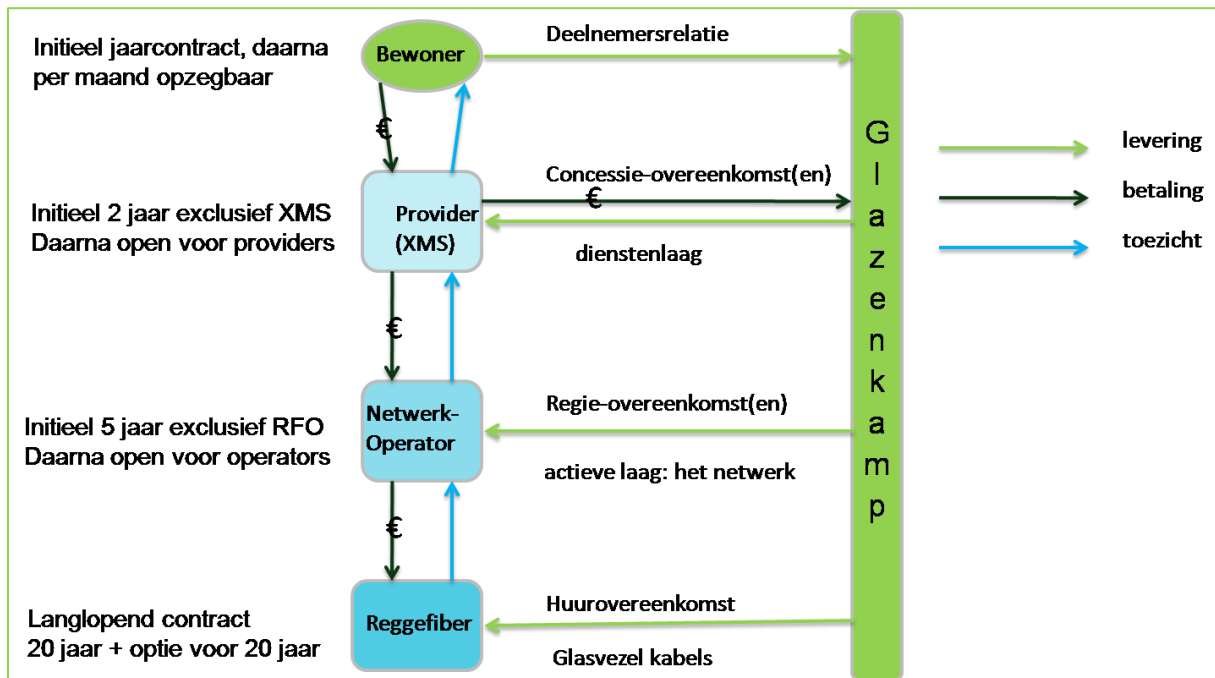 Initieel jaarcontract, daarna
per maand opzegbaar
Bewoner
Deelnemersrelatie
€
Initieel 2 jaar exclusief XMS
Daarna open voor providers
Provider
(XMS)
Concessie-overeenkomst(en)
€
dienstenlaag
€
Initieel 5 jaar exclusief RFO
Daarna open voor operators
Netwerk-
Operator
Regie-overeenkomst(en)
actieve laag: het netwerk
€
Langlopend contract
20 jaar + optie voor 20 jaar
Reggefiber
Huurovereenkomst
Glasvezel kabels
G
l
a
z
e
n
k
a
m
p
levering
betaling
toezicht